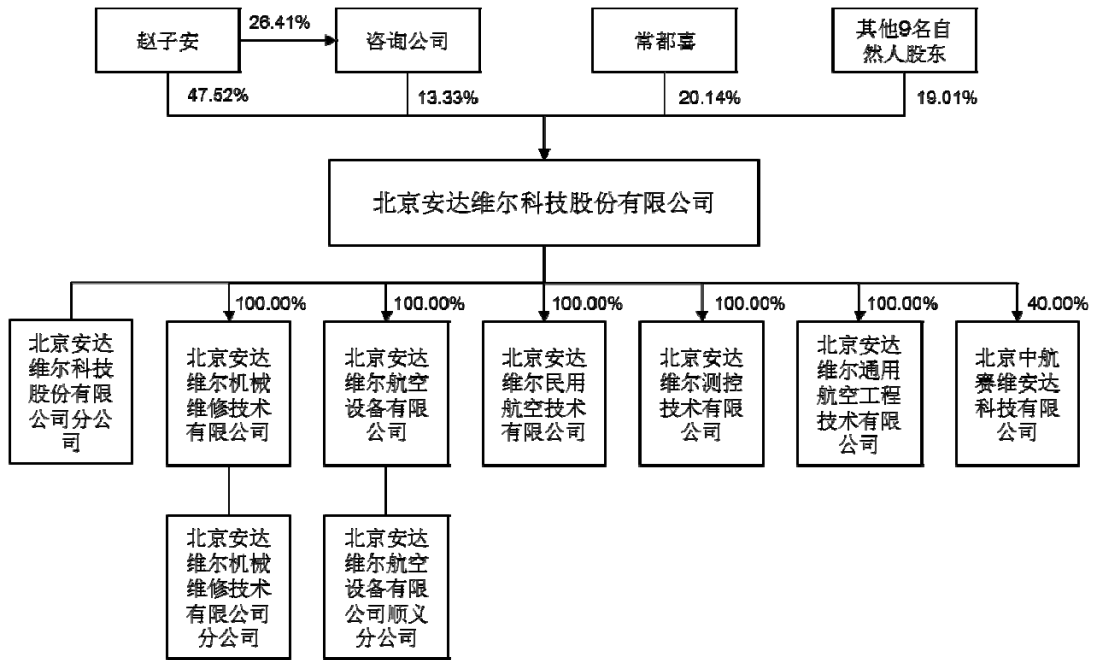 26.41%
赵子安
咨询公司
常都喜
其他9名自
然人股东
47.52%
13.33%
20.14%
19.01%
北京安达维尔科技股份有限公司
100.00%
100.00%
100.00%
100.00%
100.00%
40.00%
北京安达
维尔科技
股份有限
公司分公
司
北京安达
维尔机械
维修技术
有限公司
北京安达
维尔航空
设备有限
公司
北京安达
维尔民用
航空技术
有限公司
北京安达
维尔测控
技术有限
公司
北京安达
维尔通用
航空工程
技术有限
公司
北京中航
赛维安达
科技有限
公司
北京安达
维尔机械
维修技术
有限公司
分公司
北京安达
维尔航空
设备有限
公司顺义
分公司